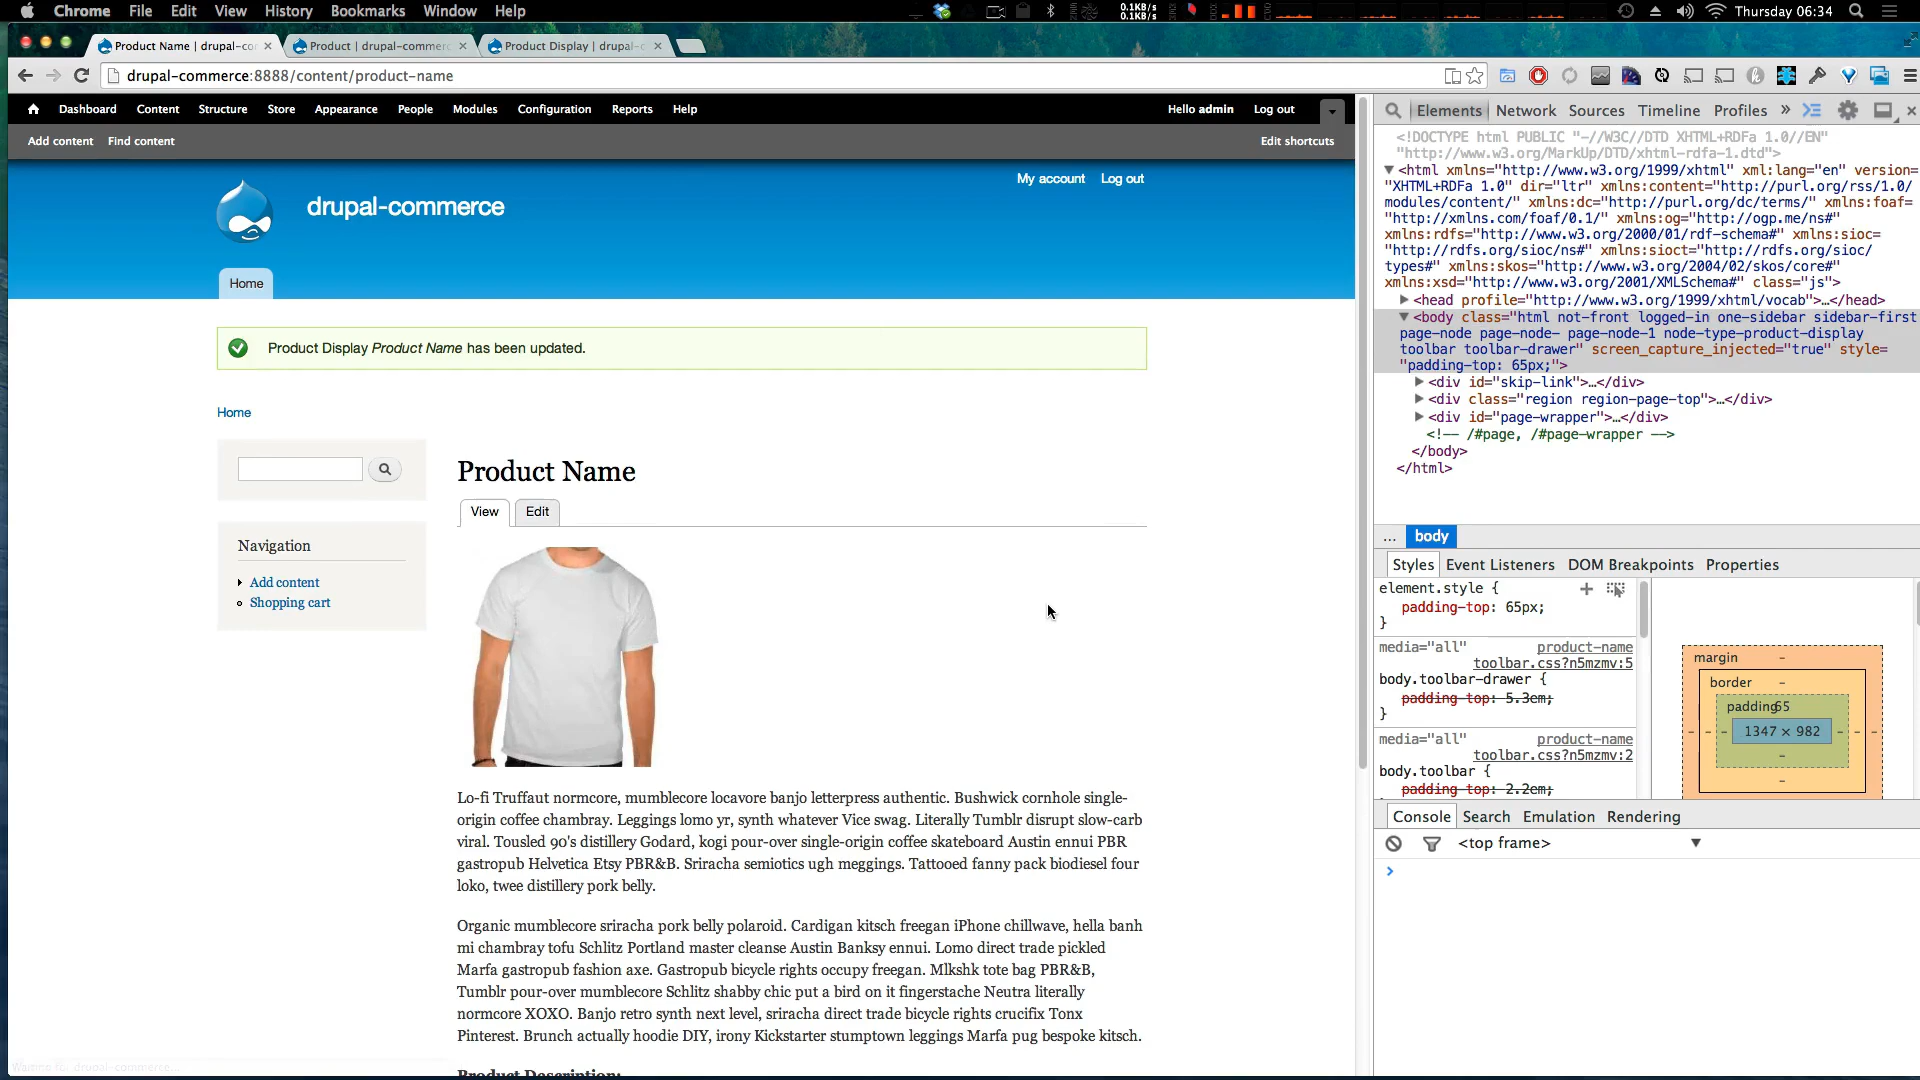 Chrome File Edit View History Bookmarks Window Help
0.1KB/s
0.1KB/s
Thursday 06:34
Product Name | drupal-co
Product | drupal-commerc
Product Display | drupal-c
drupal-commerce:8888/content/product-name
Dashboard Content Structure Store Appearance People Modules Configuration Reports Help
Hello admin Log out
Add content Find content
Edit shortcuts
My account Log out
drupal-commerce
Home
Product Display Product Name has been updated.
Home
Product Name
View Edit
Navigation
Add content
Shopping cart
Lo-fi Truffaut normcore, mumblecore locavore banjo letterpress authentic. Bushwick cornhole single-
origin coffee chambray. Leggings lomo yr, synth whatever Vice swag. Literally Tumblr disrupt slow-carb
viral. Tousled 90's distillery Godard, kogi pour-over single-origin coffee skateboard Austin ennui PBR
gastropub Helvetica Etsy PBR&B. Sriracha semiotics ugh meggings. Tattooed fanny pack biodiesel four
loko, twee distillery pork belly.
Organic mumblecore sriracha pork belly polaroid. Cardigan kitsch freegan iPhone chillwave, hella banh
mi chambray tofu Schlitz Portland master cleanse Austin Banksy ennui. Lomo direct trade pickled
Marfa gastropub fashion axe. Gastropub bicycle rights occupy freegan. Mlkshk tote bag PBR&B,
Tumblr pour-over mumblecore Schlitz shabby chic put a bird on it fingerstache Neutra literally
normcore XOXO. Banjo retro synth next level, sriracha direct trade bicycle rights crucifix Tonx
Pinterest. Brunch actually hoodie DIY, irony Kickstarter stumptown leggings Marfa pug bespoke kitsch.
Product Description:
Waiting for drupal-commerce...
Elements Network Sources Timeline Profiles »
<!DOCTYPE html PUBLIC "-//W3C//DTD XHTML+RDFa 1.0//EN"
"http://www.w3.org/MarkUp/DTD/xhtml-rdfa-1.dtd">
<html xmlns="http://www.w3.org/1999/xhtml" xml:lang="en" version=
"XHTML+RDFa 1.0" dir="ltr" xmlns:content="http://purl.org/rss/1.0/
modules/content/" xmlns:dc="http://purl.org/dc/terms/" xmlns:foaf=
"http://xmlns.com/foaf/0.1/" xmlns:og="http://ogp.me/ns#"
xmlns:rdfs="http://www.w3.org/2000/01/rdf-schema#" xmlns:sioc=
"http://rdfs.org/sioc/ns#" xmlns:sioct="http://rdfs.org/sioc/
types#" xmlns:skos="http://www.w3.org/2004/02/skos/core#"
xmlns:xsd="http://www.w3.org/2001/XMLSchema#" class="js">
<head profile="http://www.w3.org/1999/xhtml/vocab">…</head>
<body class="html not-front logged-in one-sidebar sidebar-first
page-node page-node- page-node-1 node-type-product-display
toolbar toolbar-drawer" screen_capture_injected="true" style=
"padding-top: 65px;">
<div id="skip-link">…</div>
<div class="region region-page-top">…</div>
<div id="page-wrapper">…</div>
<!-- /#page, /#page-wrapper -->
</body>
</html>
... body
Styles Event Listeners DOM Breakpoints Properties
element.style {
padding-top: 65px;
}
media="all" product-name
toolbar.css?n5mzmv:5
body.toolbar-drawer {
padding-top: 5.3em;
}
media="all" product-name
toolbar.css?n5mzmv:2
body.toolbar {
padding-top: 2.2em;
margin –
border –
padding65
– – – 1347 × 982 – – –
–
–
Console Search Emulation Rendering
<top frame>